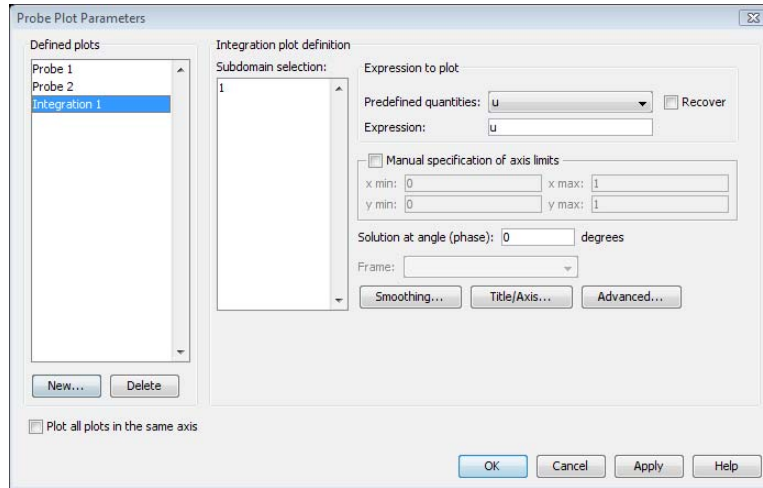 Probe Plot Parameters
Defined plots
Probe 1
Probe 2
Integration 1
New...
Delete
Plot all plots in the same axis
Integration plot definition
Subdomain selection:
1
Expression to plot
Predefined quantities: u
Recover
Expression: u
Manual specification of axis limits
x min: 0 x max: 1
y min: 0 y max: 1
Solution at angle (phase): 0 degrees
Frame:
Smoothing... Title/Axis... Advanced...
OK Cancel Apply Help